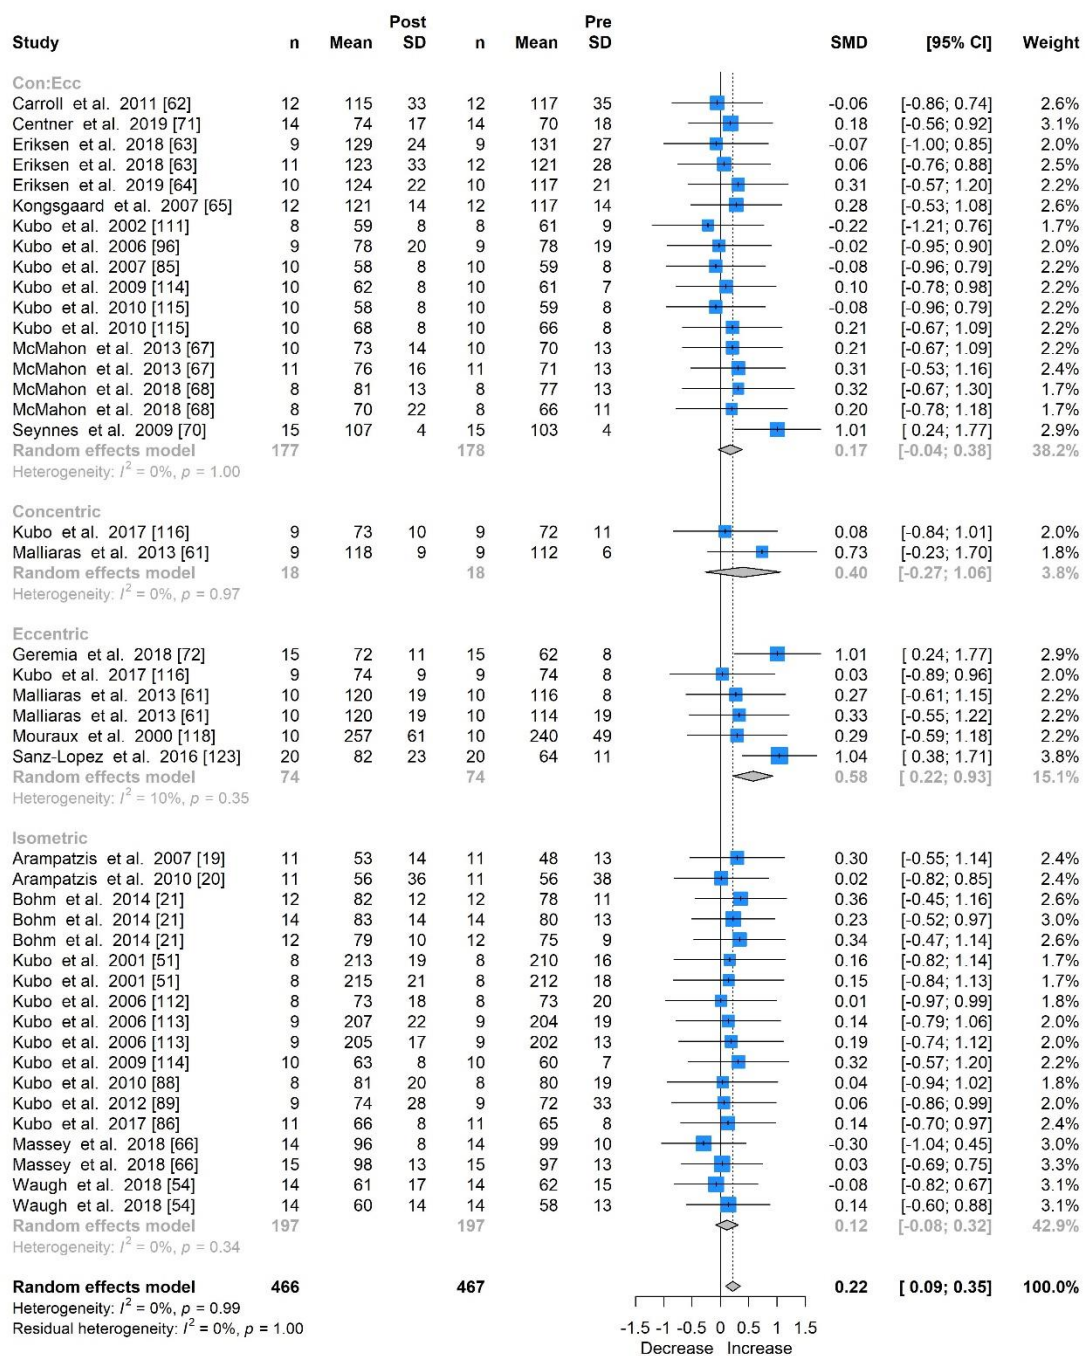 Post Pre
Study n Mean SD n Mean SD SMD [95% CI] Weight
Con:Ecc
Carroll et al. 2011 [62] 12 115 33 12 117 35 -0.06 [-0.86; 0.74] 2.6%
Centner et al. 2019 [71] 14 74 17 14 70 18 0.18 [-0.56; 0.92] 3.1%
Eriksen et al. 2018 [63] 9 129 24 9 131 27 -0.07 [-1.00; 0.85] 2.0%
Eriksen et al. 2018 [63] 11 123 33 12 121 28 0.06 [-0.76; 0.88] 2.2%
Eriksen et al. 2019 [64] 10 124 22 10 117 21 0.31 [-0.57; 1.20] 2.2%
Kongsgaard et al. 2007 [65] 12 121 14 12 117 14 0.28 [-0.53; 1.08] 2.6%
Kubo et al. 2002 [111] 8 59 8 8 61 9 -0.22 [-1.21; 0.76] 1.7%
Kubo et al. 2006 [96] 9 78 20 9 78 19 -0.02 [-0.95; 0.90] 2.0%
Kubo et al. 2007 [85] 10 58 8 10 59 8 -0.08 [-0.96; 0.79] 2.2%
Kubo et al. 2009 [114] 10 62 8 10 61 7 0.10 [-0.78; 0.98] 2.2%
Kubo et al. 2010 [115] 10 58 8 10 59 8 -0.08 [-0.96; 0.79] 2.2%
Kubo et al. 2010 [115] 10 68 8 10 66 8 0.21 [-0.67; 1.09] 2.2%
McMahon et al. 2013 [67] 10 73 14 10 70 13 0.21 [-0.67; 1.09] 2.2%
McMahon et al. 2013 [67] 11 76 16 11 71 13 0.31 [-0.53; 1.16] 2.4%
McMahon et al. 2018 [68] 8 81 13 8 77 13 0.32 [-0.67; 1.30] 1.7%
McMahon et al. 2018 [68] 8 70 22 8 66 11 0.20 [-0.78; 1.18] 1.7%
Seynnes et al. 2009 [70] 15 107 4 15 103 4 1.01 [ 0.24; 1.77] 2.9%
Random effects model 177 178 0.17 [-0.04; 0.38] 38.2%
Heterogeneity: I² = 0%, p = 1.00
Concentric
Kubo et al. 2017 [116] 9 73 10 9 72 11 0.08 [-0.84; 1.01] 2.0%
Malliaras et al. 2013 [61] 9 118 9 9 112 6 0.73 [-0.23; 1.70] 1.8%
Random effects model 18 18 0.40 [-0.27; 1.06] 3.8%
Heterogeneity: I² = 0%, p = 0.97
Eccentric
Geremia et al. 2018 [72] 15 72 11 15 62 8 1.01 [ 0.24; 1.77] 2.9%
Kubo et al. 2017 [116] 9 74 9 9 74 8 0.03 [-0.89; 0.96] 2.0%
Malliaras et al. 2013 [61] 10 120 19 10 116 8 0.27 [-0.61; 1.15] 2.2%
Malliaras et al. 2013 [61] 10 120 19 10 114 19 0.33 [-0.55; 1.22] 2.2%
Mouraux et al. 2000 [118] 10 257 61 10 240 49 0.29 [-0.59; 1.18] 2.2%
Sanz-Lopez et al. 2016 [123] 20 82 23 20 64 11 1.04 [ 0.38; 1.71] 3.8%
Random effects model 74 74 0.58 [ 0.22; 0.93] 15.1%
Heterogeneity: I² = 10%, p = 0.35
Isometric
Arampatzis et al. 2007 [19] 11 53 14 11 48 13 0.30 [-0.55; 1.14] 2.4%
Arampatzis et al. 2010 [20] 11 56 36 11 56 38 0.02 [-0.82; 0.85] 2.4%
Bohm et al. 2014 [21] 12 82 12 12 78 11 0.36 [-0.45; 1.16] 2.6%
Bohm et al. 2014 [21] 14 83 14 14 80 13 0.23 [-0.52; 0.97] 3.0%
Bohm et al. 2014 [21] 12 79 10 12 75 9 0.34 [-0.47; 1.14] 2.6%
Kubo et al. 2001 [51] 8 213 19 8 210 16 0.16 [-0.82; 1.14] 1.7%
Kubo et al. 2001 [51] 8 215 21 8 212 18 0.15 [-0.84; 1.13] 1.7%
Kubo et al. 2006 [112] 8 73 18 8 73 20 0.01 [-0.97; 0.99] 1.8%
Kubo et al. 2006 [113] 9 207 22 9 204 19 0.14 [-0.79; 1.06] 2.0%
Kubo et al. 2006 [113] 9 205 17 9 202 13 0.19 [-0.74; 1.12] 2.0%
Kubo et al. 2009 [114] 10 63 8 10 60 7 0.32 [-0.57; 1.20] 2.2%
Kubo et al. 2010 [88] 8 81 20 8 80 19 0.04 [-0.94; 1.02] 1.8%
Kubo et al. 2012 [89] 9 74 28 9 72 33 0.06 [-0.86; 0.99] 2.0%
Kubo et al. 2017 [86] 11 66 8 11 65 8 0.14 [-0.70; 0.97] 2.4%
Massey et al. 2018 [66] 14 96 8 14 99 10 -0.30 [-1.04; 0.45] 3.0%
Massey et al. 2018 [66] 15 98 13 15 97 13 0.03 [-0.69; 0.75] 3.3%
Waugh et al. 2018 [54] 14 61 17 14 62 15 -0.08 [-0.82; 0.67] 3.1%
Waugh et al. 2018 [54] 14 60 14 14 58 13 0.14 [-0.60; 0.88] 3.1%
Random effects model 197 197 0.12 [-0.08; 0.32] 42.9%
Heterogeneity: I² = 0%, p = 0.34
Random effects model 466 467 0.22 [ 0.09; 0.35] 100.0%
Heterogeneity: I² = 0%, p = 0.99
Residual heterogeneity: I² = 0%, p = 1.00
-1.5 -1 -0.5 0 0.5 1 1.5
Decrease Increase